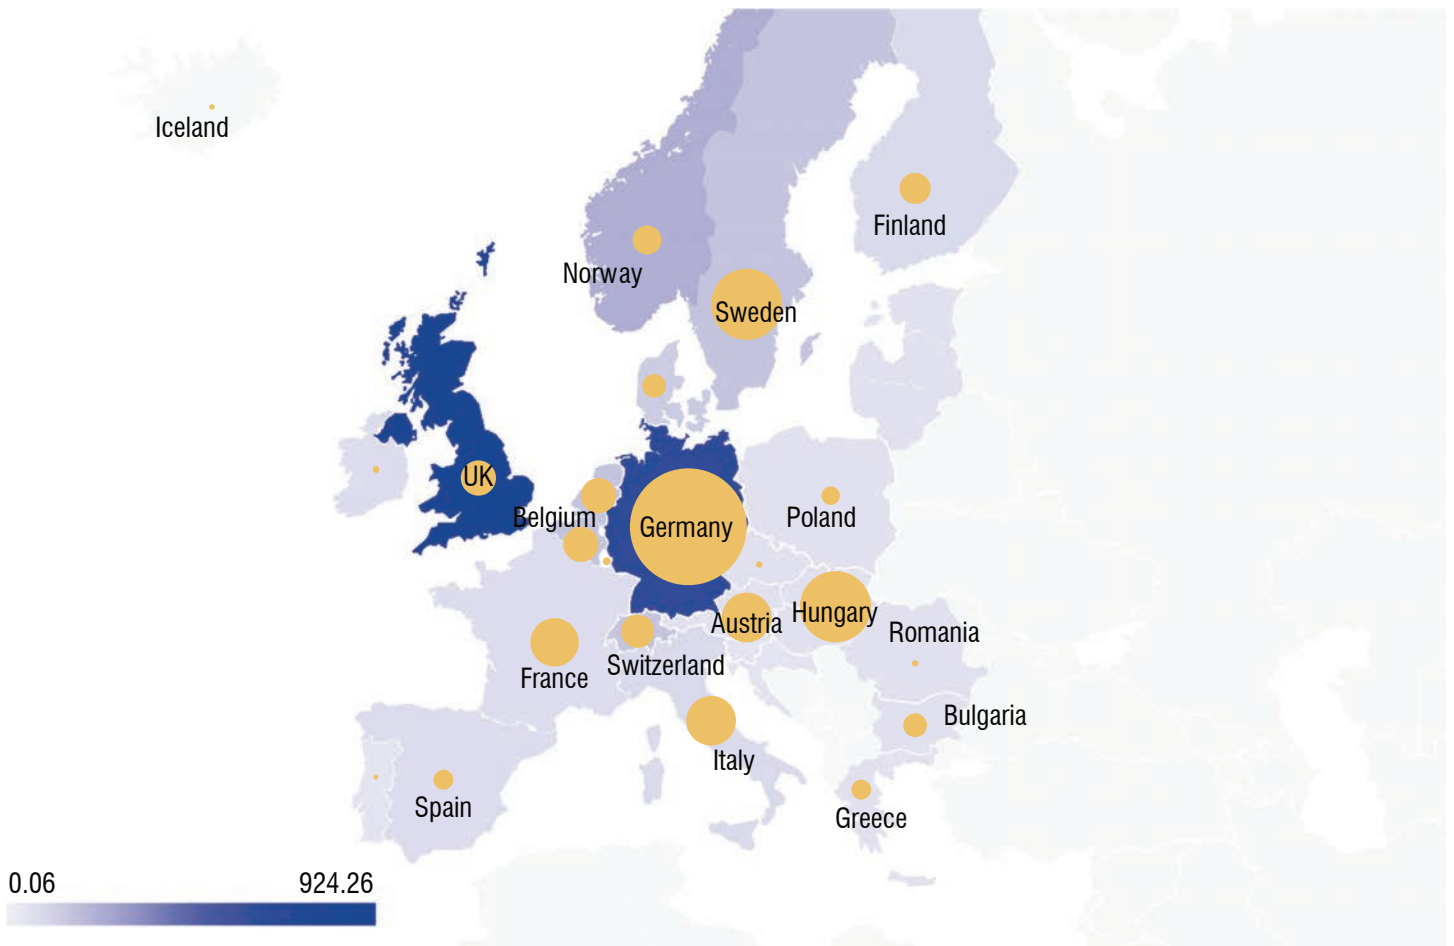 Iceland
Finland
Norway
Sweden
UK
Belgium
Germany
Poland
Austria
Hungary
Romania
France
Switzerland
Bulgaria
Italy
Spain
Greece
0.06
924.26